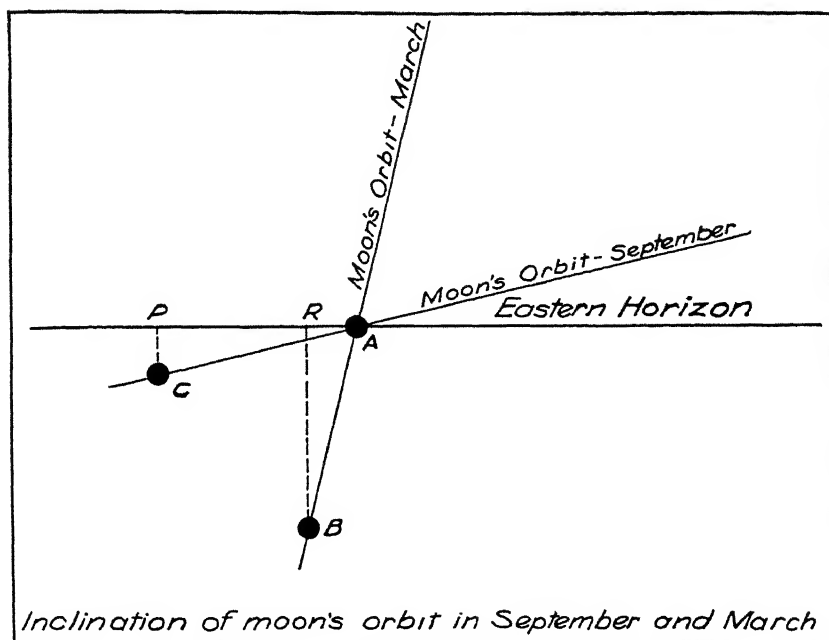 Moon's Orbit - March
Moon's Orbit - September
Eastern Horizon
P
R
A
C
B
Inclination of moon's orbit in September and March